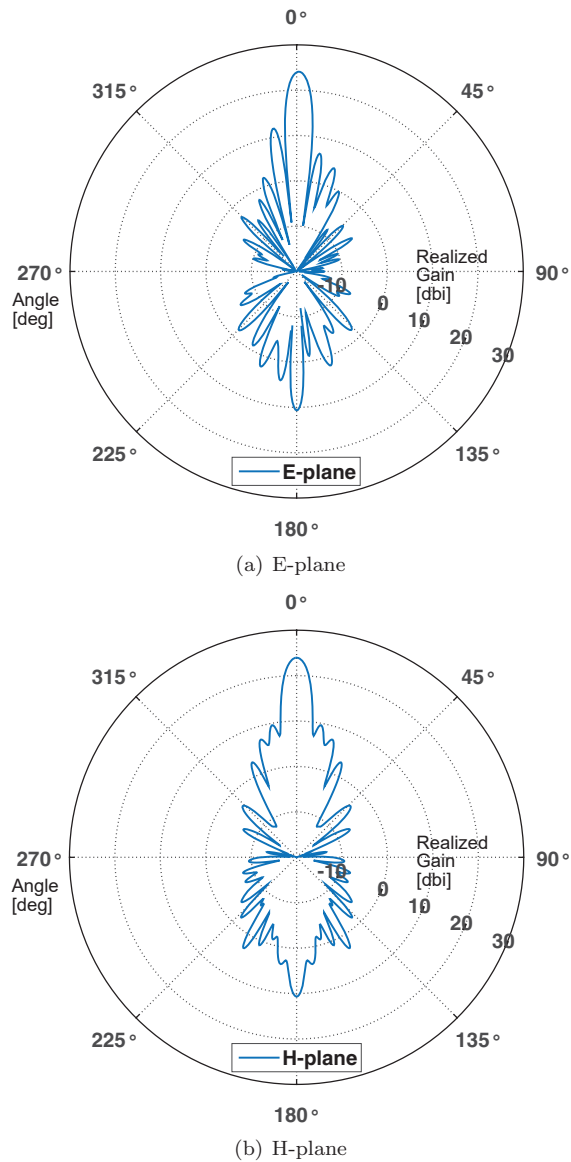 0°
315°
45°
270°
Angle
[deg]
Realized
Gain
[dbi]
90°
-10
0
10
20
30
225°
135°
E-plane
180°
(a) E-plane
0°
315°
45°
270°
Angle
[deg]
Realized
Gain
[dbi]
90°
-10
0
10
20
30
225°
135°
H-plane
180°
(b) H-plane